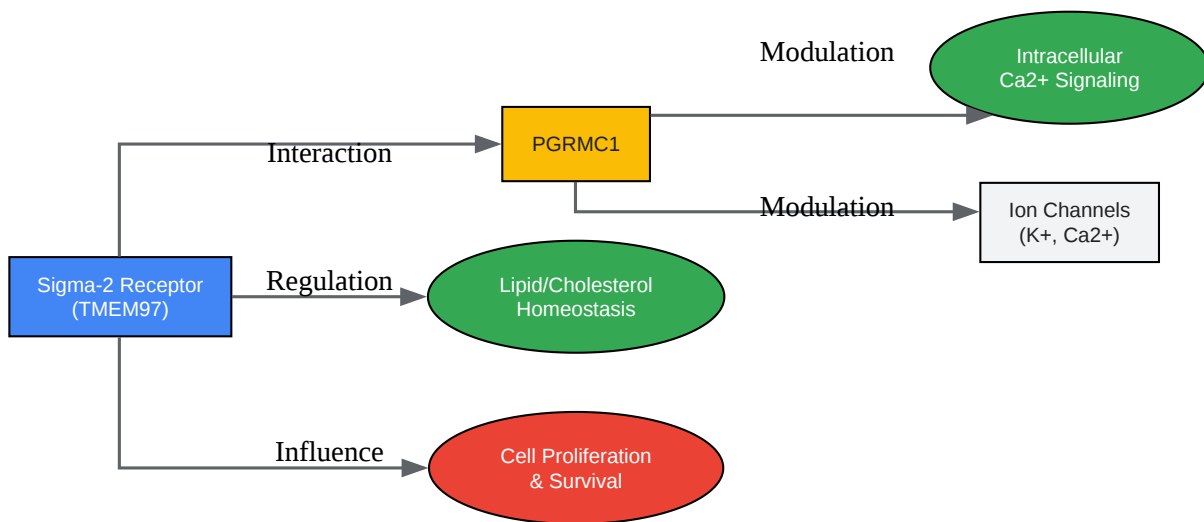 Modulation
Intracellular
Ca2+ Signaling
PGRMC1
Interaction
Modulation
Ion Channels
(K+, Ca2+)
Sigma-2 Receptor
(TMEM97)
Regulation
Lipid/Cholesterol
Homeostasis
Influence
Cell Proliferation
& Survival